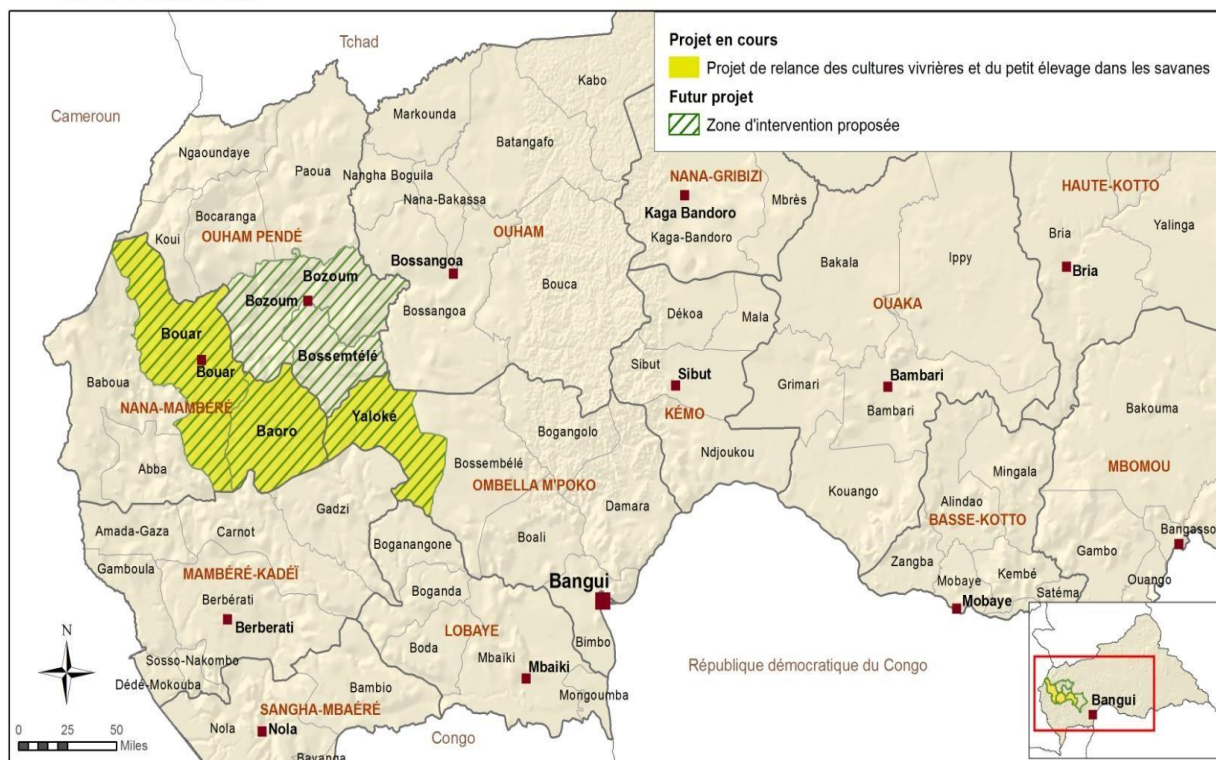 Projet en cours
Projet de relance des cultures vivrières et du petit élevage dans les savanes
Futur projet
Zone d'intervention proposée
Tchad
Cameroun
Kabo
Markounda
Batangafo
Ngaoundaye
Paoua
Nangha Boguila
Nana-Bakassa
NANA-GRIBIZI
Kaga Bandoro
Mbrès
Kaga-Bandoro
HAUTE-KOTTO
Yalinga
Bria
Bria
Bocaranga
Koui
OUHAM PENDÉ
OUHAM
Bossangoa
Bossangoa
Bouca
Bakala
Ippy
OUAKA
Bozoum
Bozoum
Bossemtélé
Dékoa
Mala
Sibut
Sibut
KÉMO
Grimari
Bambari
Bambari
Bakouma
Bouar
Bouar
Baboua
NANA-MAMBÉRÉ
Baoro
Yaloké
Abba
Bogangolo
Bossembélé
OMBELLA M'POKO
Damara
Ndjoukou
Kouango
Mingala
Alindao
BASSE-KOTTO
MBOMOU
Bangasso
Gambo
Ouango
Gadzi
Carnot
Amada-Gaza
Gamboula
MAMBÉRÉ-KADÉÏ
Berbérati
Berberati
Boganangone
Boali
Bangui
Boganda
LOBAYE
Boda
Mbaïki
Mbaiki
Bimbo
Mongoumba
Zangba
Mobaye
Kembé
Satéma
Mobaye
Sosso-Nakombo
Dédé-Mokouba
Bambio
SANGHA-MBAÉRÉ
Nola
Nola
Bayanga
Congo
République démocratique du Congo
N
0 25 50
Miles
Bangui